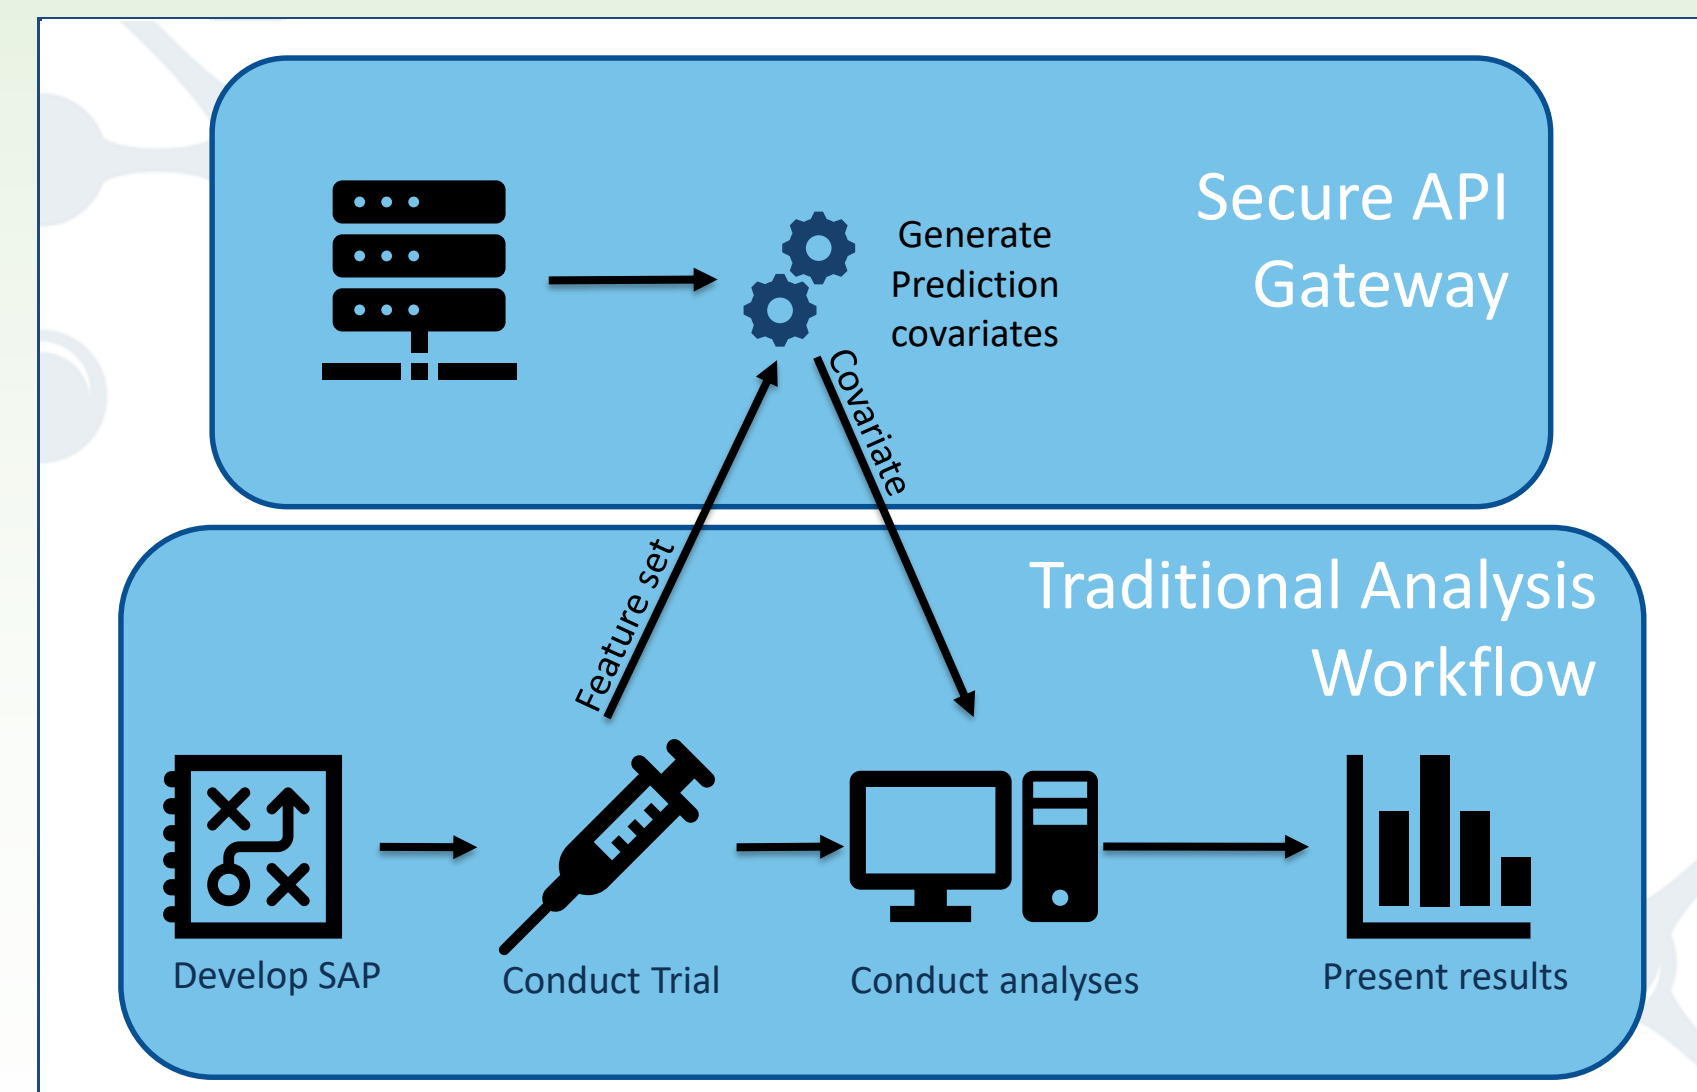 Secure API
Gateway
Generate
Prediction
covariates
Covariate
Feature set
Traditional Analysis
Workflow
Develop SAP
Conduct Trial
Conduct analyses
Present results